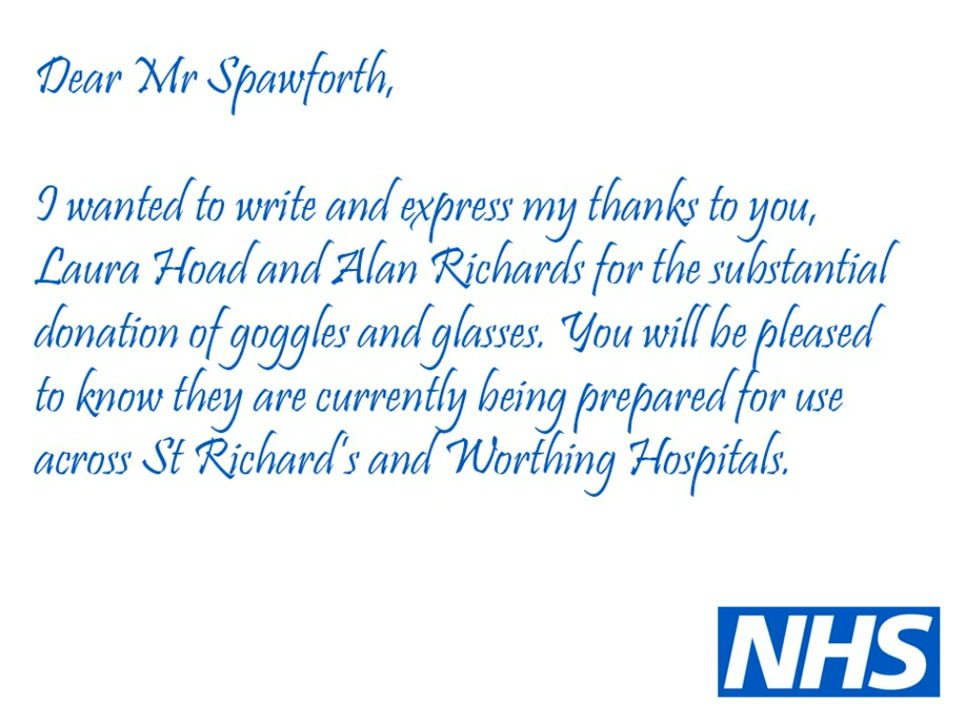 Dear Mr Spawforth,
I wanted to write and express my thanks to you,
Laura Hoad and Alan Richards for the substantial
donation of goggles and glasses. You will be pleased
to know they are currently being prepared for use
across St Richard's and Worthing Hospitals.
NHS